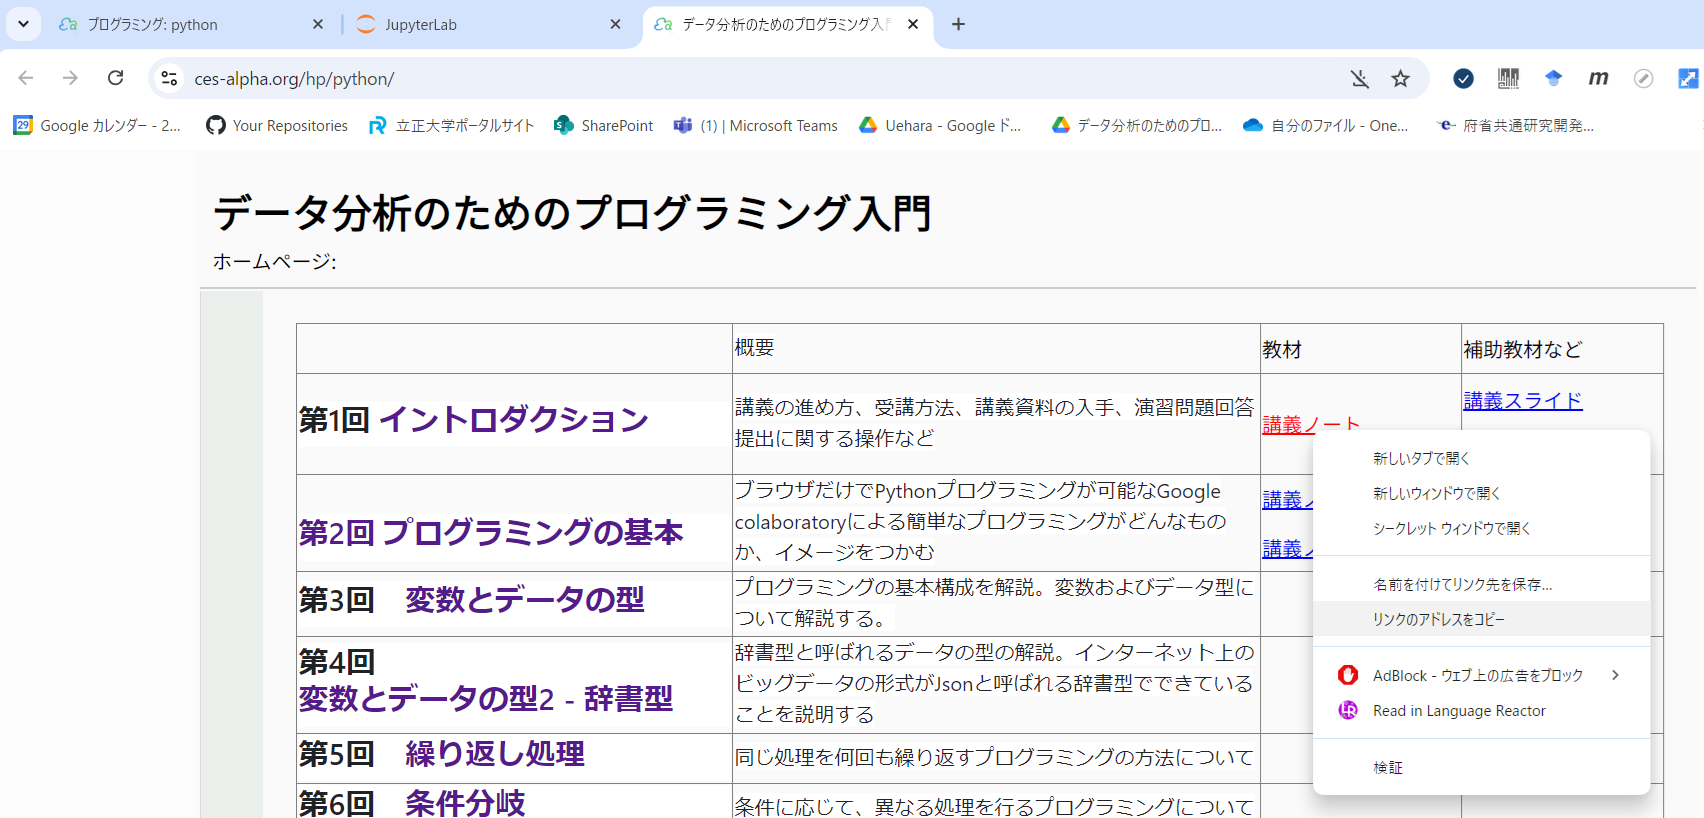 プログラミング: python
JupyterLab
データ分析のためのプログラミング入門
ces-alpha.org/hp/python/
Google カレンダー - 2...
Your Repositories
立正大学ポータルサイト
SharePoint
(1) | Microsoft Teams
Uehara - Google ド...
データ分析のためのプロ...
自分のファイル - One...
府省共通研究開発...
データ分析のためのプログラミング入門
ホームページ:
概要
教材
補助教材など
第1回 イントロダクション
講義の進め方、受講方法、講義資料の入手、演習問題回答
提出に関する操作など
講義ノート
講義スライド
第2回 プログラミングの基本
ブラウザだけでPythonプログラミングが可能なGoogle
colaboratoryによる簡単なプログラミングがどんなもの
か、イメージをつかむ
講義ノ
講義ノ
第3回 変数とデータの型
プログラミングの基本構成を解説。変数およびデータ型に
ついて解説する。
第4回
変数とデータの型2 - 辞書型
辞書型と呼ばれるデータの型の解説。インターネット上の
ビッグデータの形式がJsonと呼ばれる辞書型でできている
ことを説明する
第5回 繰り返し処理
同じ処理を何回も繰り返すプログラミングの方法について
第6回 条件分岐
条件に応じて、異なる処理を行るプログラミングについて
新しいタブで開く
新しいウィンドウで開く
シークレット ウィンドウで開く
名前を付けてリンク先を保存...
リンクのアドレスをコピー
AdBlock - ウェブ上の広告をブロック
Read in Language Reactor
検証